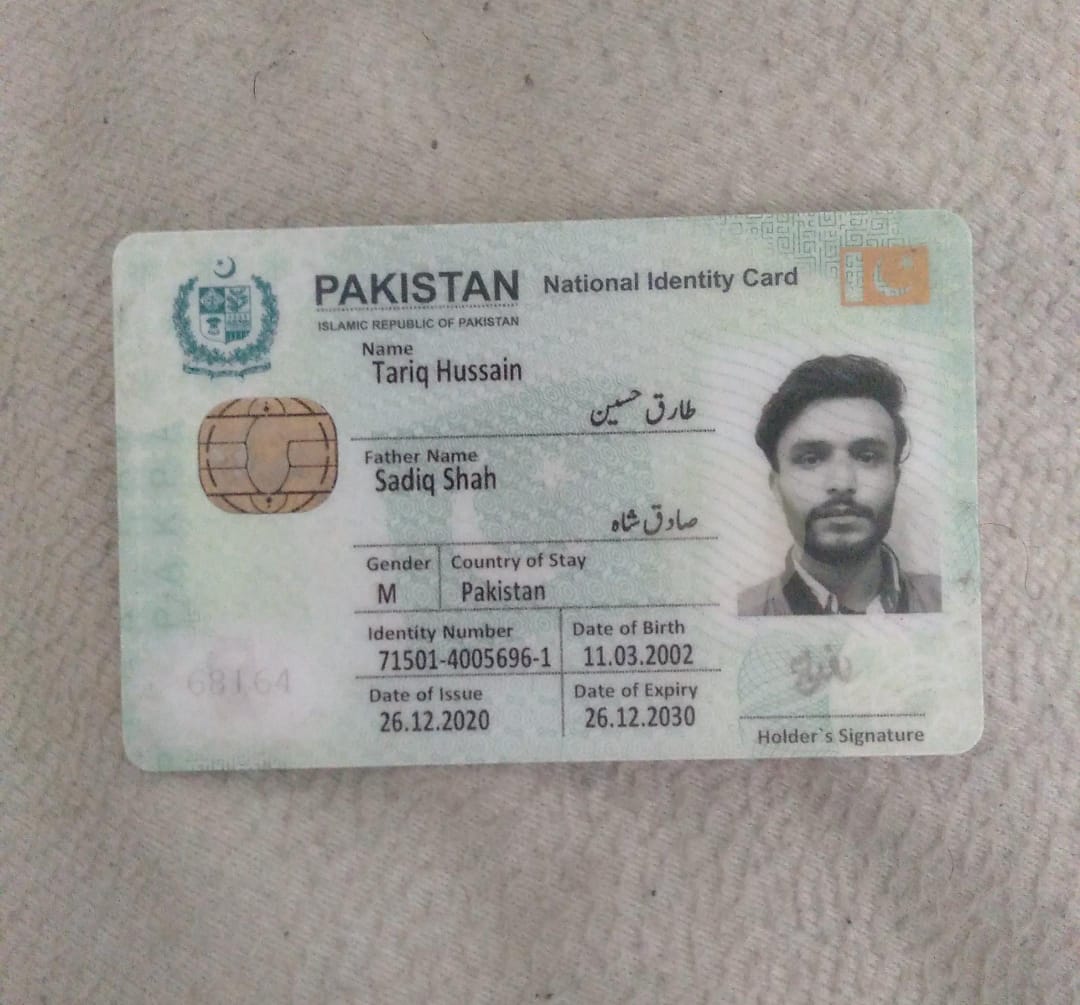 PAKISTAN National Identity Card
ISLAMIC REPUBLIC OF PAKISTAN
Name
Tariq Hussain
طارق حسین
Father Name
Sadiq Shah
صادق شاہ
Gender Country of Stay
M Pakistan
Identity Number Date of Birth
71501-4005696-1 11.03.2002
Date of Issue Date of Expiry
26.12.2020 26.12.2030
68164
Holder`s Signature